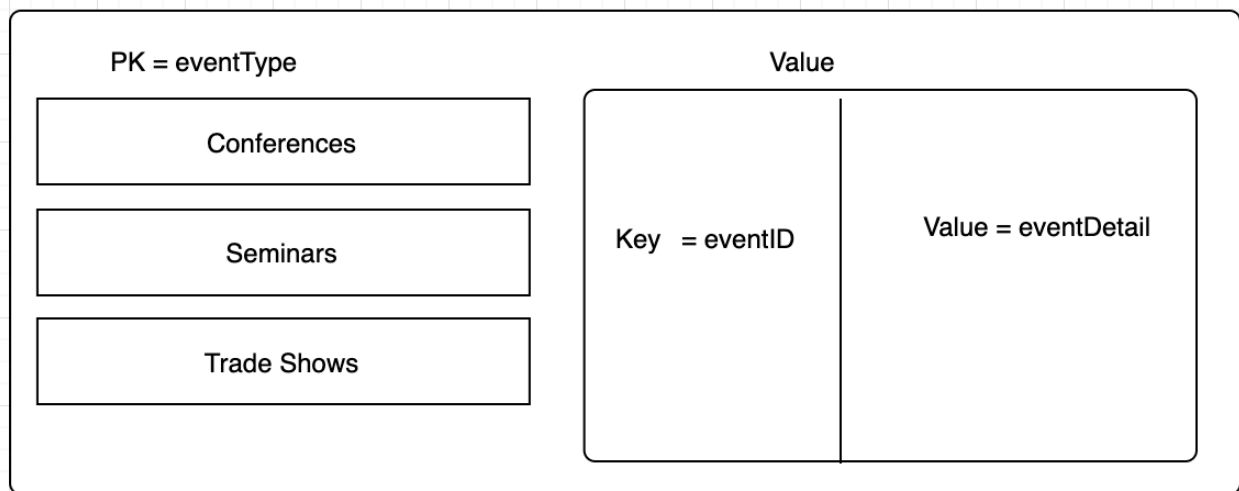 PK = eventType
Value
Conferences
Seminars
Trade Shows
Key = eventID
Value = eventDetail